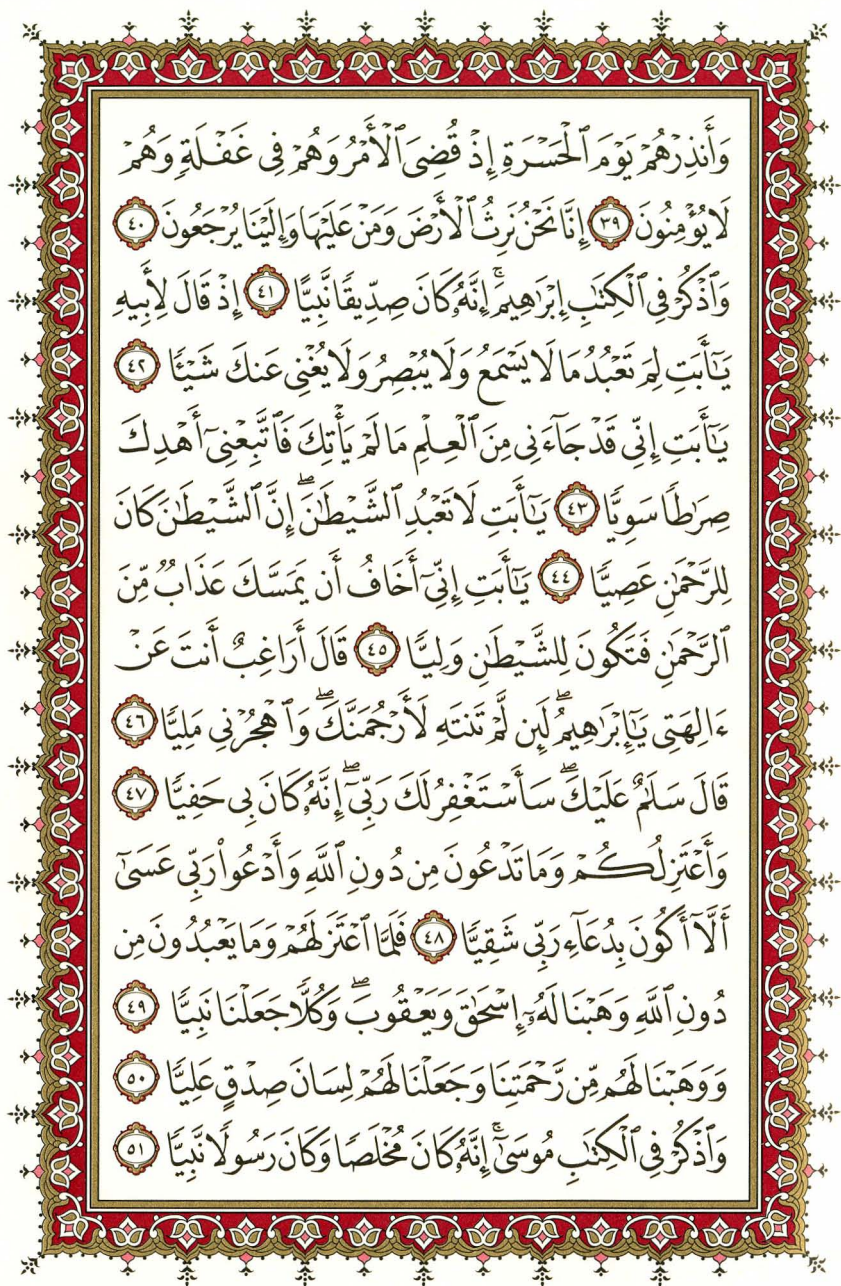 وَأَنذِرْهُمْ يَوْمَ ٱلْحَسْرَةِ إِذْ قُضِىَ ٱلْأَمْرُ وَهُمْ فِى غَفْلَةٍ وَهُمْ
لَا يُؤْمِنُونَ ٣٩ إِنَّا نَحْنُ نَرِثُ ٱلْأَرْضَ وَمَنْ عَلَيْهَا وَإِلَيْنَا يُرْجَعُونَ ٤٠
وَٱذْكُرْ فِى ٱلْكِتَٰبِ إِبْرَٰهِيمَ ۚ إِنَّهُۥ كَانَ صِدِّيقًا نَّبِيًّا ٤١ إِذْ قَالَ لِأَبِيهِ
يَٰٓأَبَتِ لِمَ تَعْبُدُ مَا لَا يَسْمَعُ وَلَا يُبْصِرُ وَلَا يُغْنِى عَنكَ شَيْـًٔا ٤٢
يَٰٓأَبَتِ إِنِّى قَدْ جَآءَنِى مِنَ ٱلْعِلْمِ مَا لَمْ يَأْتِكَ فَٱتَّبِعْنِىٓ أَهْدِكَ
صِرَٰطًا سَوِيًّا ٤٣ يَٰٓأَبَتِ لَا تَعْبُدِ ٱلشَّيْطَٰنَ ۖ إِنَّ ٱلشَّيْطَٰنَ كَانَ
لِلرَّحْمَٰنِ عَصِيًّا ٤٤ يَٰٓأَبَتِ إِنِّىٓ أَخَافُ أَن يَمَسَّكَ عَذَابٌ مِّنَ
ٱلرَّحْمَٰنِ فَتَكُونَ لِلشَّيْطَٰنِ وَلِيًّا ٤٥ قَالَ أَرَاغِبٌ أَنتَ عَنْ
ءَالِهَتِى يَٰٓإِبْرَٰهِيمُ ۖ لَئِن لَّمْ تَنتَهِ لَأَرْجُمَنَّكَ ۖ وَٱهْجُرْنِى مَلِيًّا ٤٦
قَالَ سَلَٰمٌ عَلَيْكَ ۖ سَأَسْتَغْفِرُ لَكَ رَبِّىٓ ۖ إِنَّهُۥ كَانَ بِى حَفِيًّا ٤٧
وَأَعْتَزِلُكُمْ وَمَا تَدْعُونَ مِن دُونِ ٱللَّهِ وَأَدْعُوا۟ رَبِّى عَسَىٰٓ
أَلَّآ أَكُونَ بِدُعَآءِ رَبِّى شَقِيًّا ٤٨ فَلَمَّا ٱعْتَزَلَهُمْ وَمَا يَعْبُدُونَ مِن
دُونِ ٱللَّهِ وَهَبْنَا لَهُۥٓ إِسْحَٰقَ وَيَعْقُوبَ ۖ وَكُلًّا جَعَلْنَا نَبِيًّا ٤٩
وَوَهَبْنَا لَهُم مِّن رَّحْمَتِنَا وَجَعَلْنَا لَهُمْ لِسَانَ صِدْقٍ عَلِيًّا ٥٠
وَٱذْكُرْ فِى ٱلْكِتَٰبِ مُوسَىٰٓ ۚ إِنَّهُۥ كَانَ مُخْلَصًا وَكَانَ رَسُولًا نَّبِيًّا ٥١